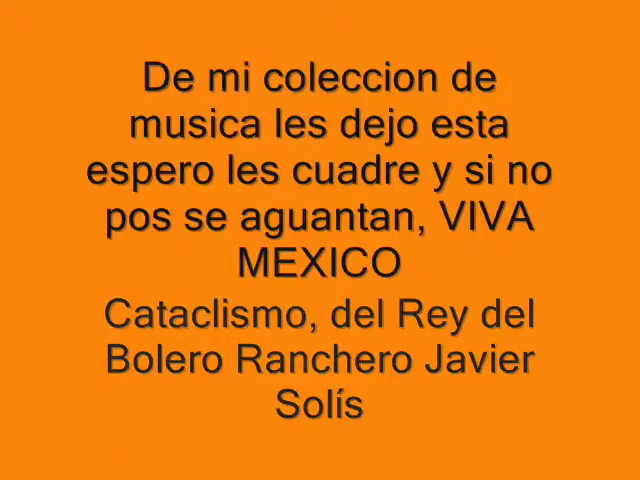 De mi coleccion de
musica les dejo esta
espero les cuadre y si no
pos se aguantan, VIVA
MEXICO
Cataclismo, del Rey del
Bolero Ranchero Javier
Solís